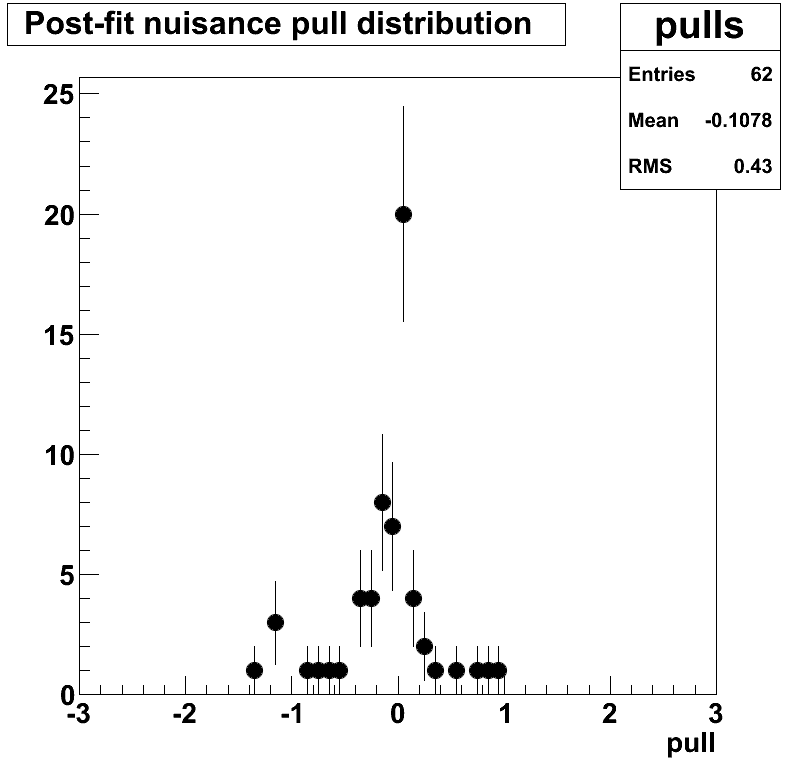 Post-fit nuisance pull distribution
pulls
Entries 62
Mean -0.1078
RMS 0.43
25
20
15
10
5
0
-3 -2 -1 0 1 2 3
pull